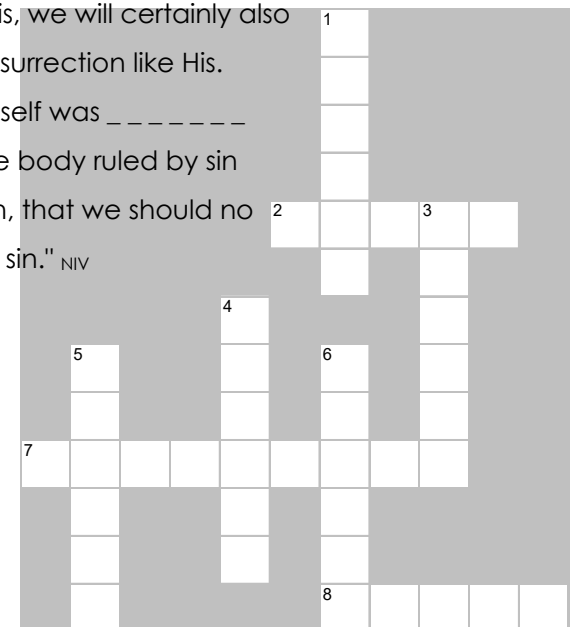 is, we will certainly also
surrection like His.
self was _ _ _ _ _ _ _
e body ruled by sin
n, that we should no
sin." NIV
1
2 3
4
5 6
7
8